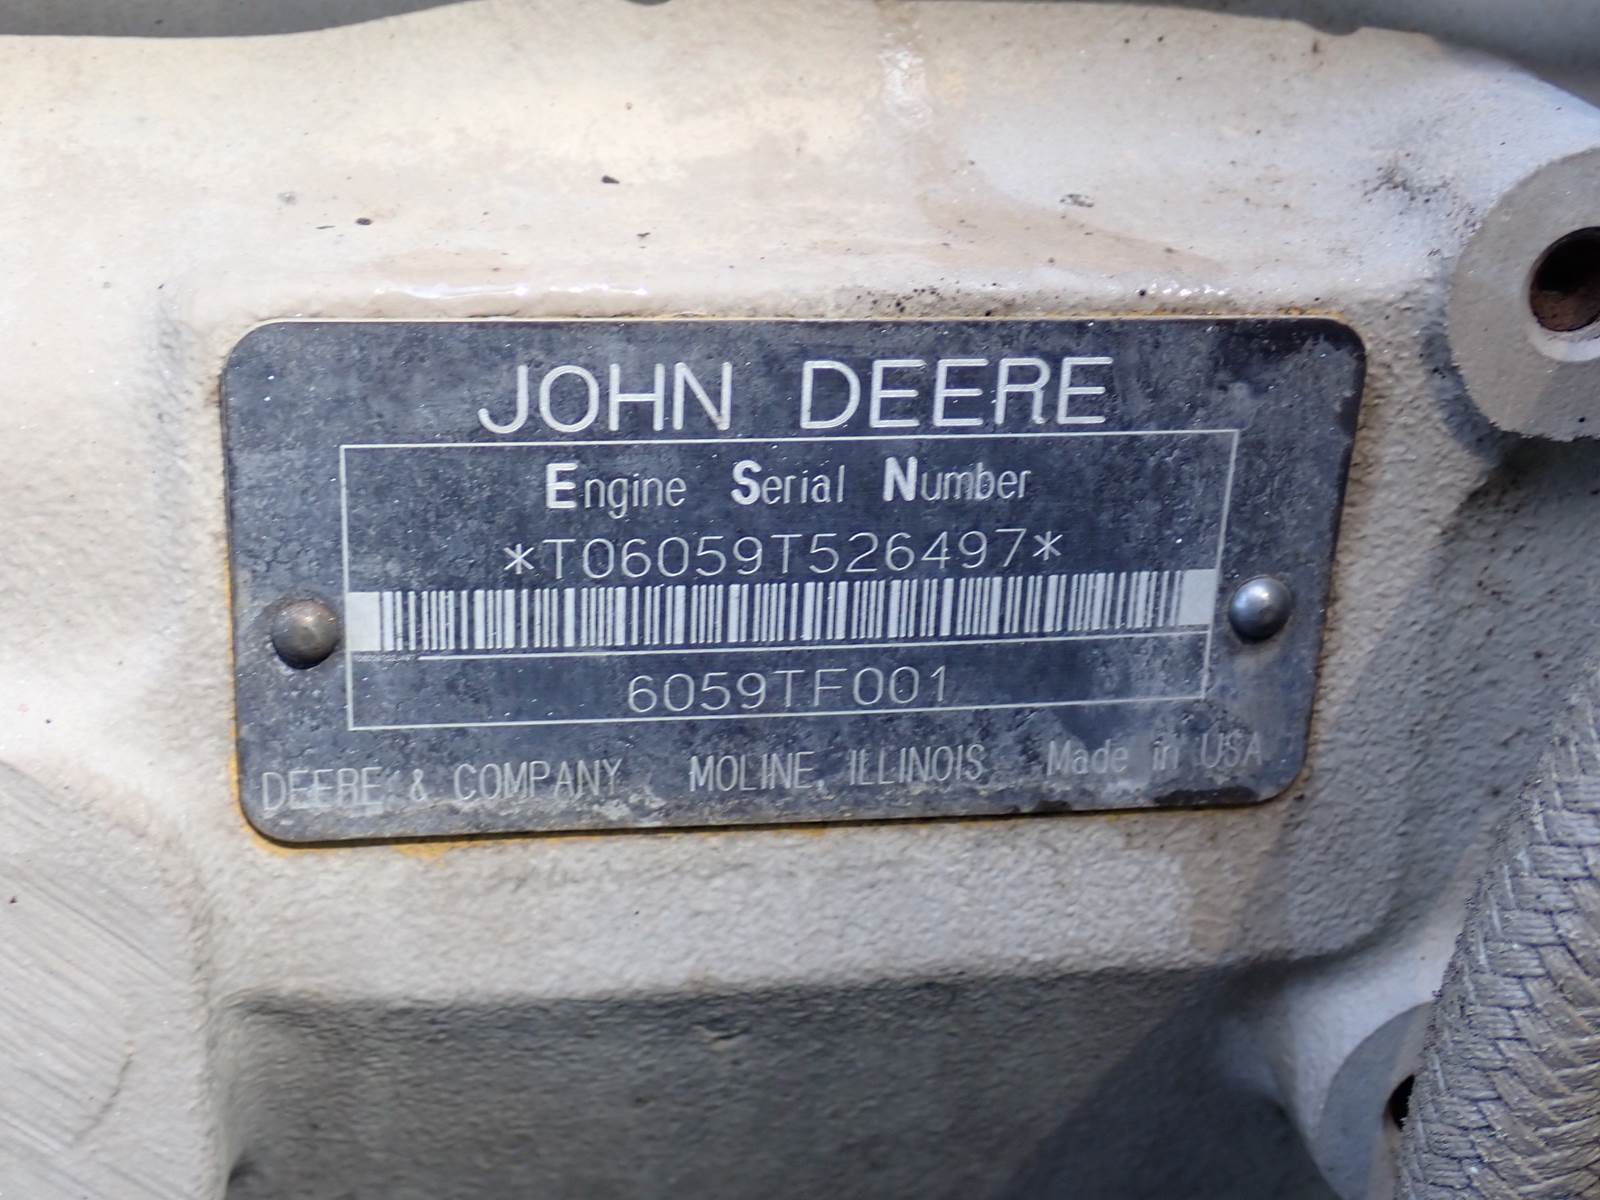 JOHN DEERE
Engine Serial Number
*T06059T526497*
6059TF001
DEERE & COMPANY MOLINE, ILLINOIS Made in USA